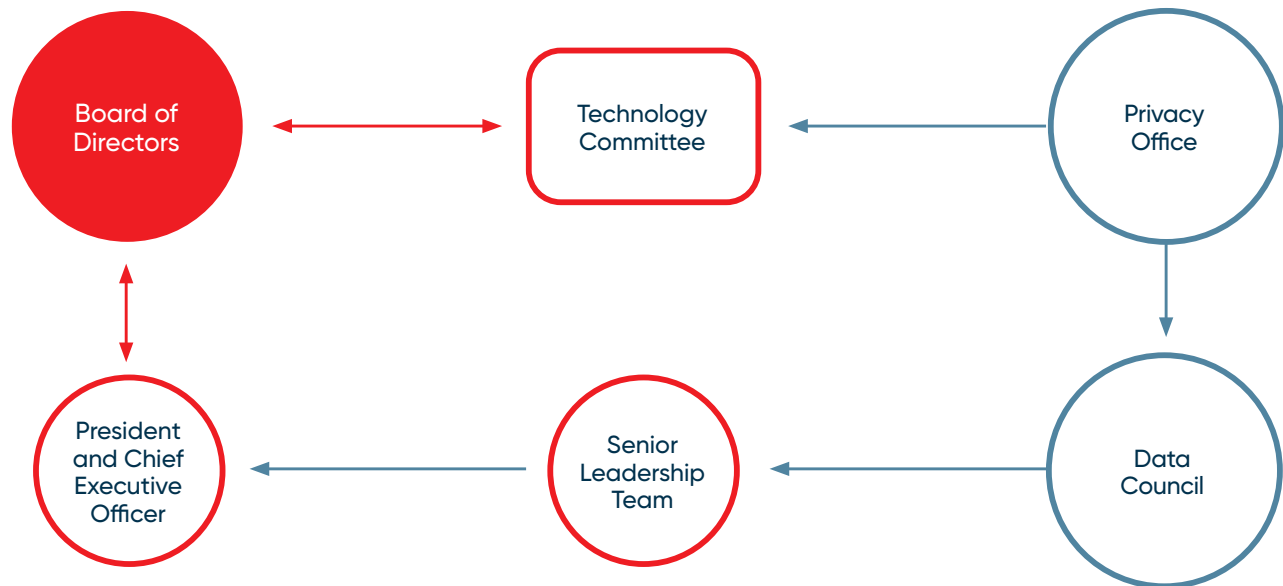 Board of
Directors
Technology
Committee
Privacy
Office
President
and Chief
Executive
Officer
Senior
Leadership
Team
Data
Council